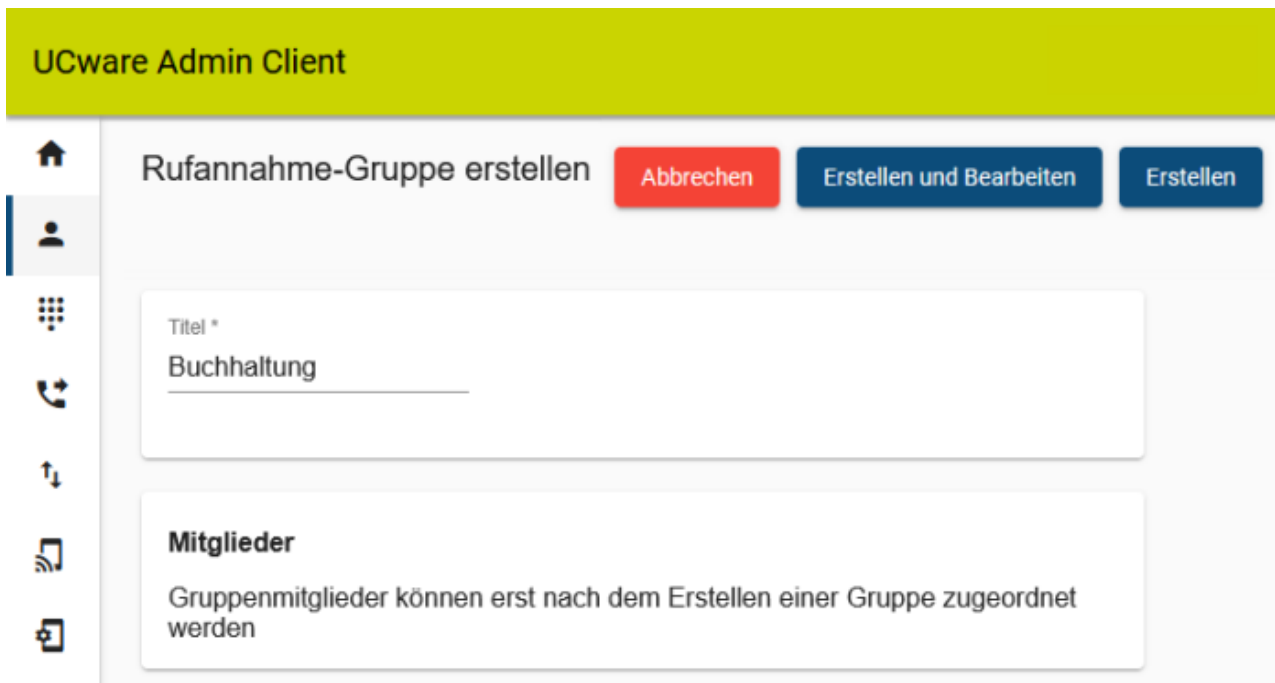 UCware Admin Client
Rufannahme-Gruppe erstellen Abbrechen Erstellen und Bearbeiten Erstellen
Titel *
Buchhaltung
Mitglieder
Gruppenmitglieder können erst nach dem Erstellen einer Gruppe zugeordnet
werden